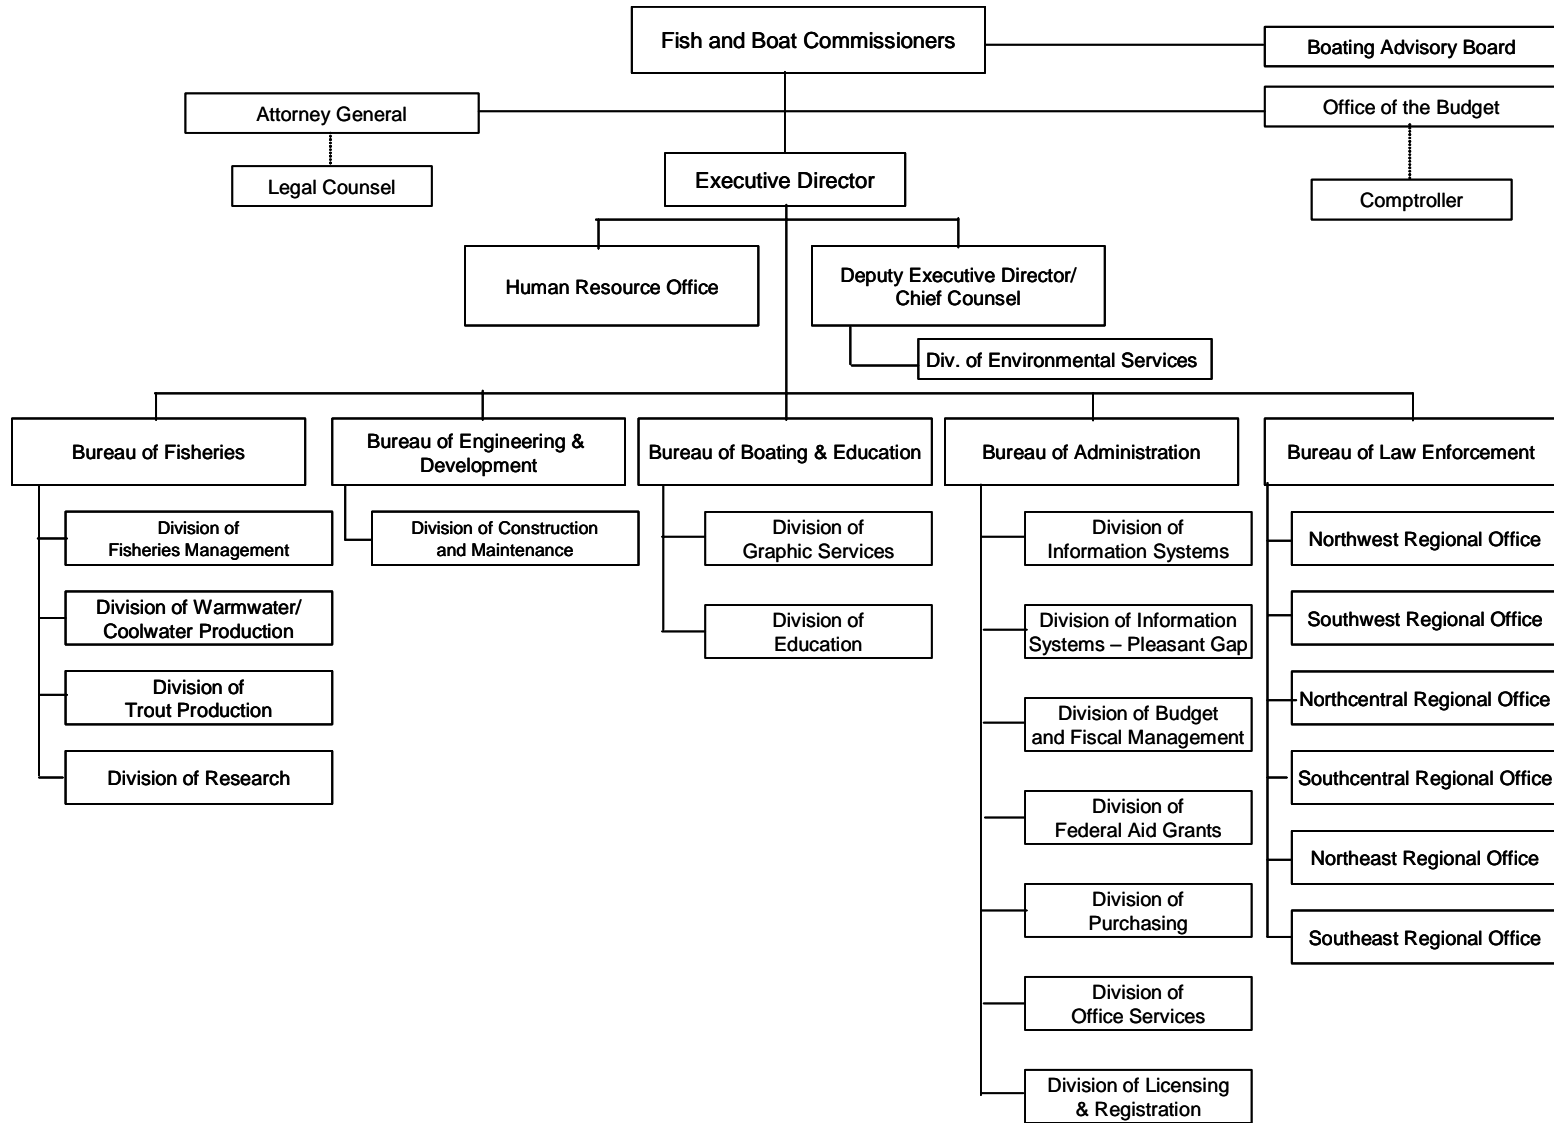 Fish and Boat Commissioners
Boating Advisory Board
Attorney General
Office of the Budget
Legal Counsel
Executive Director
Comptroller
Human Resource Office
Deputy Executive Director/
Chief Counsel
Div. of Environmental Services
Bureau of Fisheries
Bureau of Engineering &
Development
Bureau of Boating & Education
Bureau of Administration
Bureau of Law Enforcement
Division of
Fisheries Management
Division of Warmwater/
Coolwater Production
Division of
Trout Production
Division of Research
Division of Construction
and Maintenance
Division of
Graphic Services
Division of
Education
Division of
Information Systems
Division of Information
Systems – Pleasant Gap
Division of Budget
and Fiscal Management
Division of
Federal Aid Grants
Division of
Purchasing
Division of
Office Services
Division of Licensing
& Registration
Northwest Regional Office
Southwest Regional Office
Northcentral Regional Office
Southcentral Regional Office
Northeast Regional Office
Southeast Regional Office